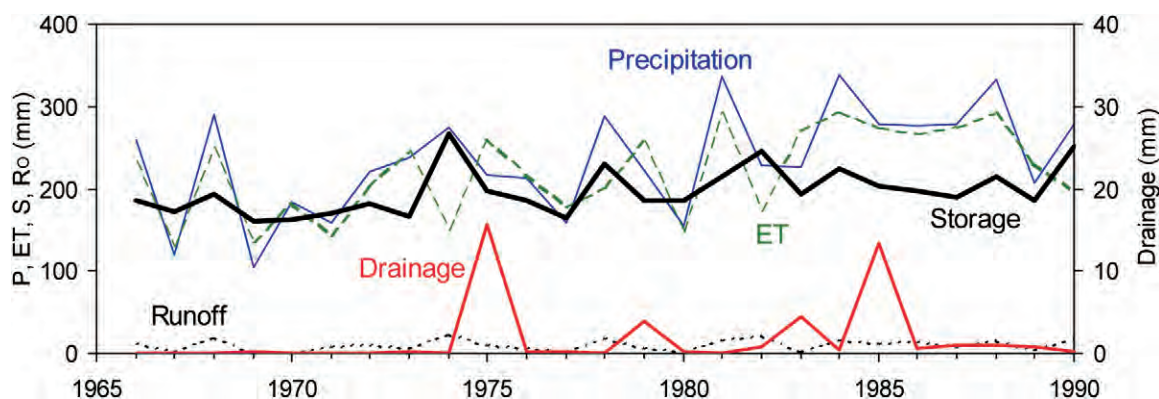 400
300
200
100
0
P, ET, S, Ro (mm)
40
30
20
10
0
Drainage (mm)
Precipitation
Storage
ET
Drainage
Runoff
1965 1970 1975 1980 1985 1990